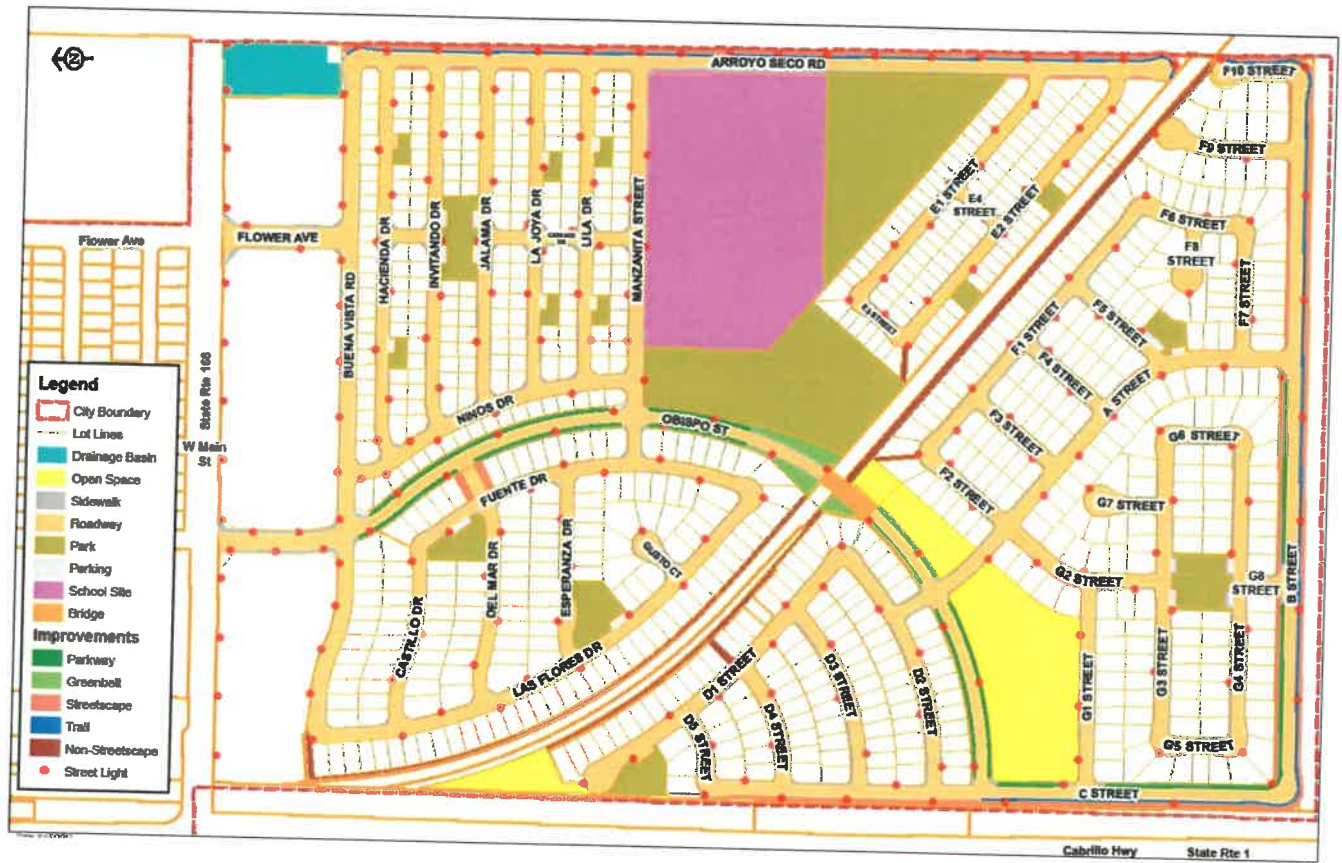 N
ARROYO SECO RD
F10 STREET
F9 STREET
Flower Ave
FLOWER AVE
BUENA VISTA RD
HACIENDA DR
INVITANDO DR
JALAMA DR
LA JOYA DR
LILA DR
MANZANITA STREET
E1 STREET
E4
STREET
E2 STREET
E3 STREET
F6 STREET
F8
STREET
F7 STREET
F5 STREET
F1 STREET
F4 STREET
F3 STREET
F2 STREET
A STREET
State Rte 166
W Main
St
NINOS DR
OBISPO ST
FUENTE DR
DEL MAR DR
ESPERANZA DR
GUSTO CT
CASTILLO DR
LAS FLORES DR
D1 STREET
D2 STREET
D3 STREET
D4 STREET
D5 STREET
G6 STREET
G7 STREET
G2 STREET
G8
STREET
B STREET
G1 STREET
G3 STREET
G4 STREET
G5 STREET
C STREET
Cabrillo Hwy
State Rte 1
Legend
City Boundary
Lot Lines
Drainage Basin
Open Space
Sidewalk
Roadway
Park
Parking
School Site
Bridge
Improvements
Parkway
Greenbelt
Streetscape
Trail
Non-Streetscape
Street Light